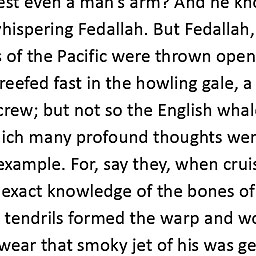 est even a man's arm? And he kno
hispering Fedallah. But Fedallah,
s of the Pacific were thrown open
reefed fast in the howling gale, a
crew; but not so the English whal
ich many profound thoughts wer
example. For, say they, when cruis
exact knowledge of the bones of
tendrils formed the warp and wo
wear that smoky jet of his was ge